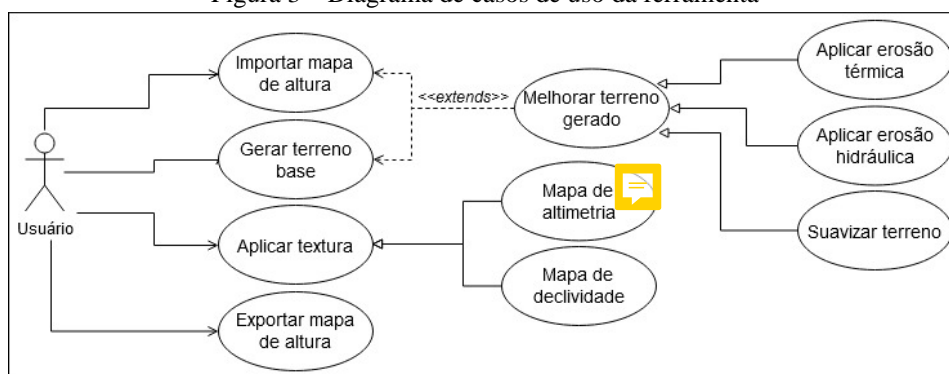 Figura 3 – Diagrama de casos de uso da ferramenta
Importar mapa
de altura
<<extends>>
Melhorar terreno
gerado
Aplicar erosão
térmica
Gerar terreno
base
Aplicar erosão
hidráulica
Usuário
Mapa de
altimetria
Aplicar textura
Suavizar terreno
Mapa de
declividade
Exportar mapa
de altura